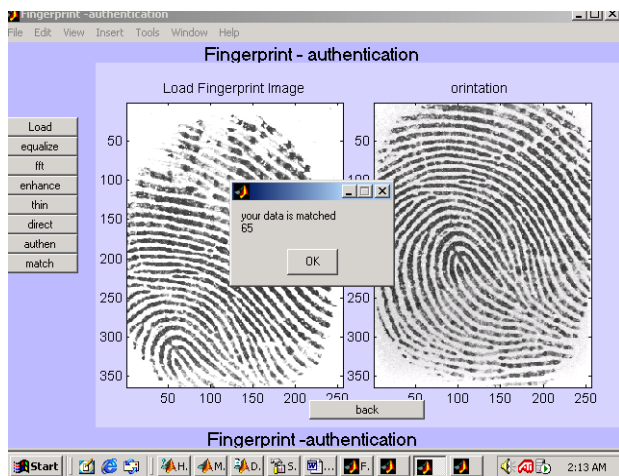 Fingerprint -authentication
File Edit View Insert Tools Window Help
Fingerprint - authentication
Load Fingerprint Image
orintation
Load
equalize
fft
enhance
thin
direct
authen
match
50
100
150
200
250
300
350
50 100 150 200 250
50
100
150
200
250
300
350
50 100 150 200 250
your data is matched
65
OK
back
Fingerprint -authentication
Start H. M. D. S. ... F. 2:13 AM